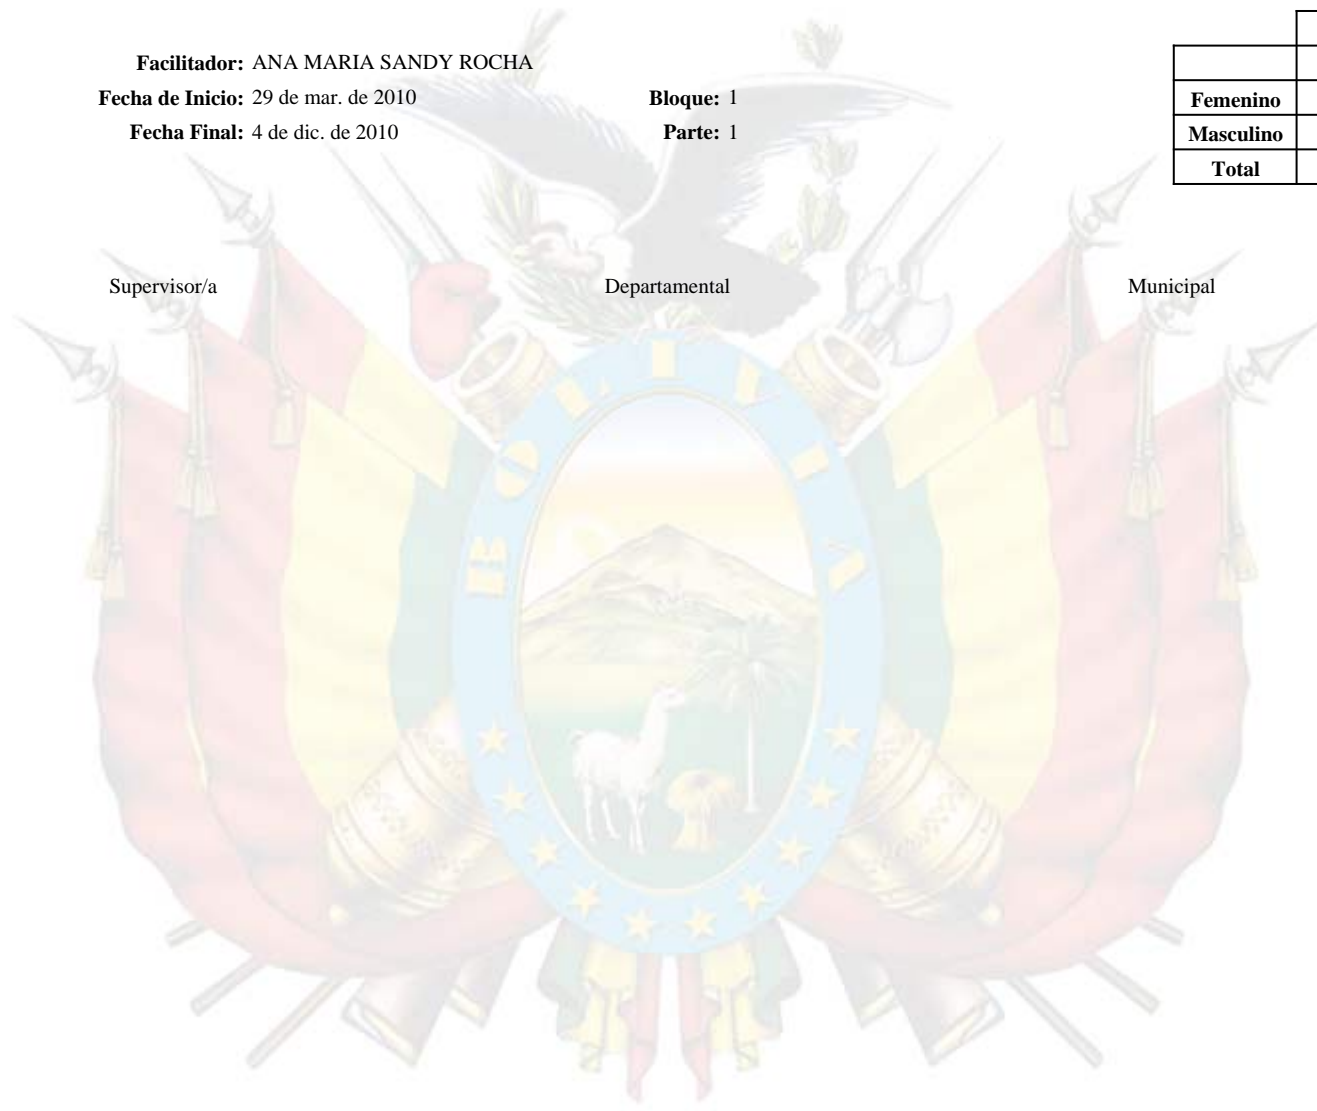 Facilitador: ANA MARIA SANDY ROCHA
Fecha de Inicio: 29 de mar. de 2010 Bloque: 1
Fecha Final: 4 de dic. de 2010 Parte: 1
Femenino
Masculino
Total
Supervisor/a Departamental Municipal
BOLIVIA